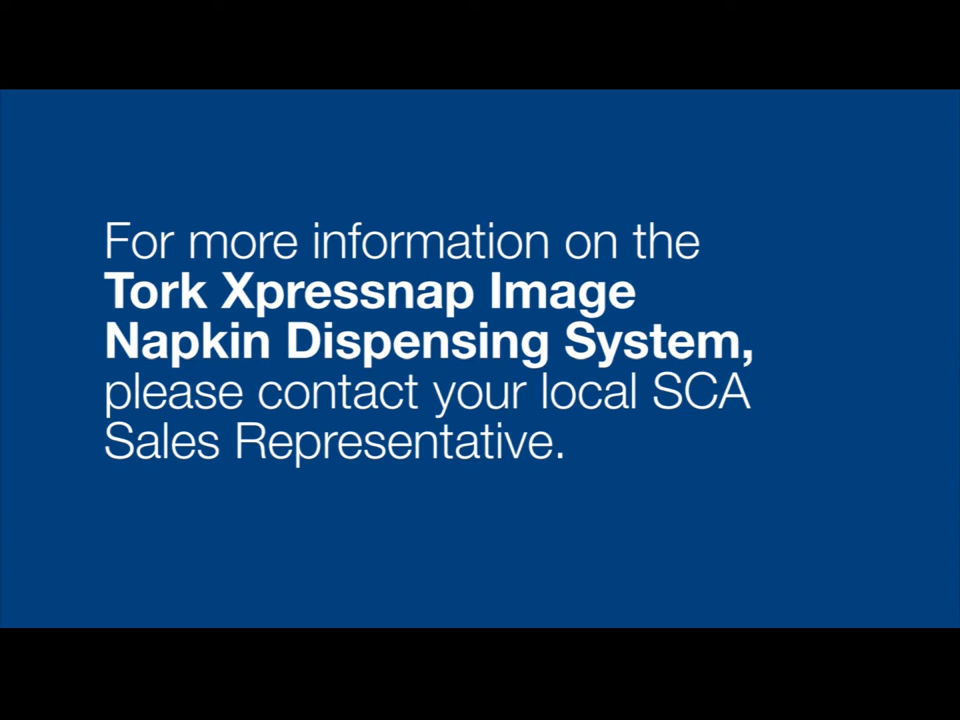 For more information on the
Tork Xpressnap Image
Napkin Dispensing System,
please contact your local SCA
Sales Representative.